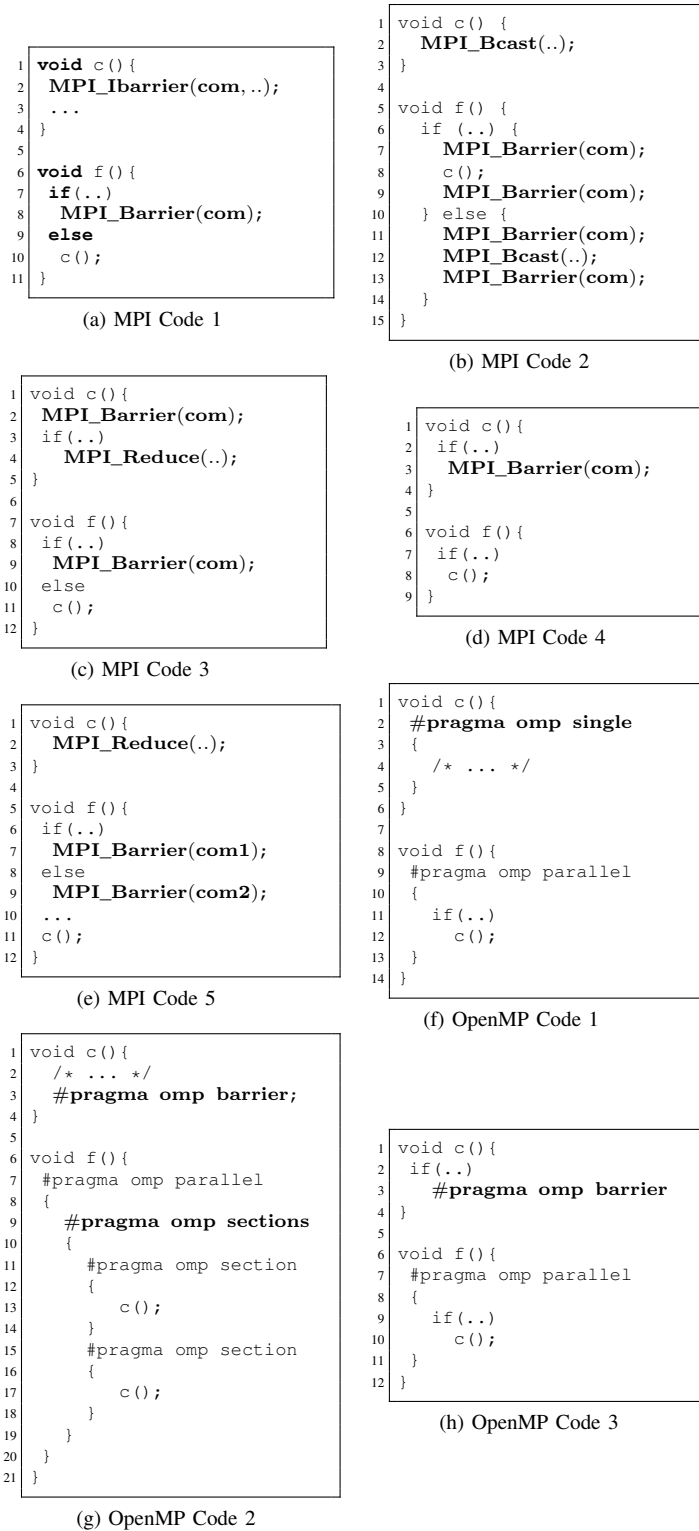 1 void c(){
2 MPI_Ibarrier(com, ..);
3 ...
4 }
5
6 void f(){
7 if(..)
8 MPI_Barrier(com);
9 else
10 c();
11 }
(a) MPI Code 1
1 void c() {
2 MPI_Bcast(..);
3 }
4
5 void f() {
6 if (..) {
7 MPI_Barrier(com);
8 c();
9 MPI_Barrier(com);
10 } else {
11 MPI_Barrier(com);
12 MPI_Bcast(..);
13 MPI_Barrier(com);
14 }
15 }
(b) MPI Code 2
1 void c(){
2 MPI_Barrier(com);
3 if(..)
4 MPI_Reduce(..);
5 }
6
7 void f(){
8 if(..)
9 MPI_Barrier(com);
10 else
11 c();
12 }
(c) MPI Code 3
1 void c(){
2 if(..)
3 MPI_Barrier(com);
4 }
5
6 void f(){
7 if(..)
8 c();
9 }
(d) MPI Code 4
1 void c(){
2 MPI_Reduce(..);
3 }
4
5 void f(){
6 if(..)
7 MPI_Barrier(com1);
8 else
9 MPI_Barrier(com2);
10 ...
11 c();
12 }
(e) MPI Code 5
1 void c(){
2 #pragma omp single
3 {
4 /* ... */
5 }
6 }
7
8 void f(){
9 #pragma omp parallel
10 {
11 if(..)
12 c();
13 }
14 }
(f) OpenMP Code 1
1 void c(){
2 /* ... */
3 #pragma omp barrier;
4 }
5
6 void f(){
7 #pragma omp parallel
8 {
9 #pragma omp sections
10 {
11 #pragma omp section
12 {
13 c();
14 }
15 #pragma omp section
16 {
17 c();
18 }
19 }
20 }
21 }
(g) OpenMP Code 2
1 void c(){
2 if(..)
3 #pragma omp barrier
4 }
5
6 void f(){
7 #pragma omp parallel
8 {
9 if(..)
10 c();
11 }
12 }
(h) OpenMP Code 3